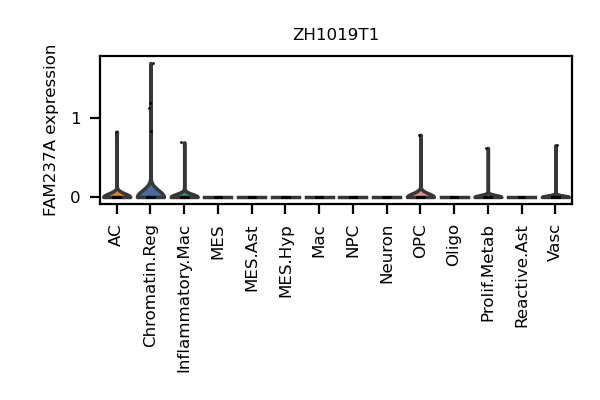 ZH1019T1
FAM237A expression
1
0
AC
Chromatin.Reg
Inflammatory.Mac
MES
MES.Ast
MES.Hyp
Mac
NPC
Neuron
OPC
Oligo
Prolif.Metab
Reactive.Ast
Vasc